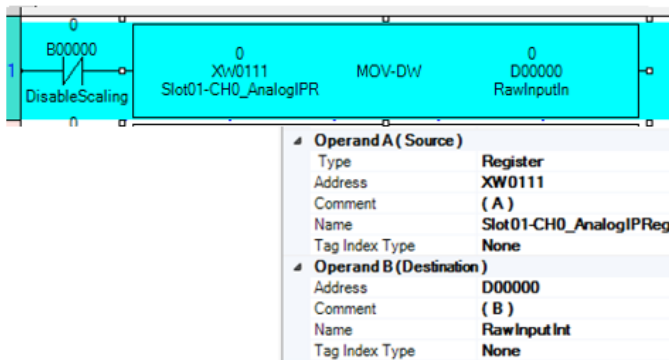 0
B00000
DisableScaling
0
1
0
XW0111
Slot01-CH0_AnalogIPR
MOV-DW
0
D00000
RawInputIn
Operand A ( Source )
Type Register
Address XW0111
Comment ( A )
Name Slot01-CH0_AnalogIPReg
Tag Index Type None
Operand B (Destination )
Address D00000
Comment ( B )
Name RawInputInt
Tag Index Type None